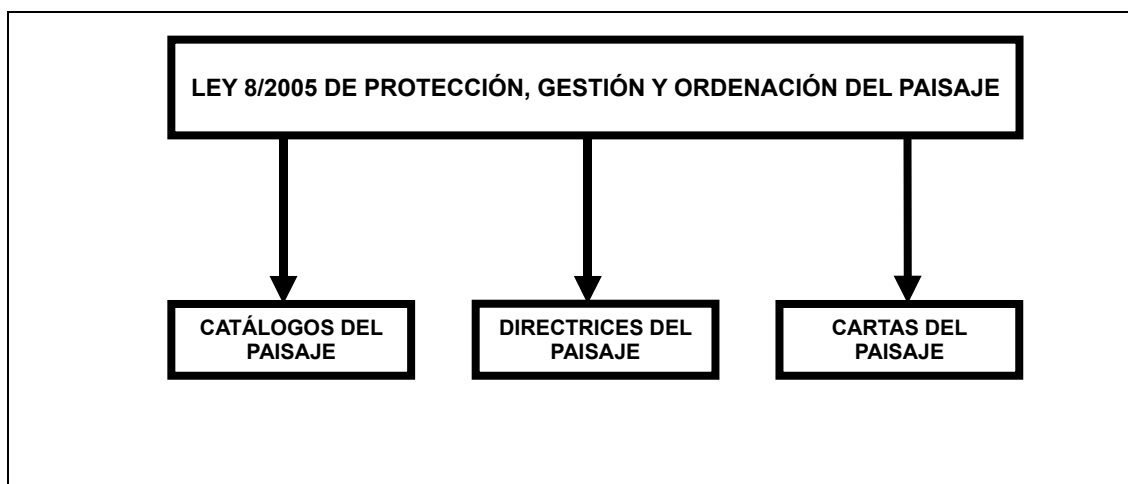 LEY 8/2005 DE PROTECCIÓN, GESTIÓN Y ORDENACIÓN DEL PAISAJE
CATÁLOGOS DEL
PAISAJE
DIRECTRICES DEL
PAISAJE
CARTAS DEL
PAISAJE